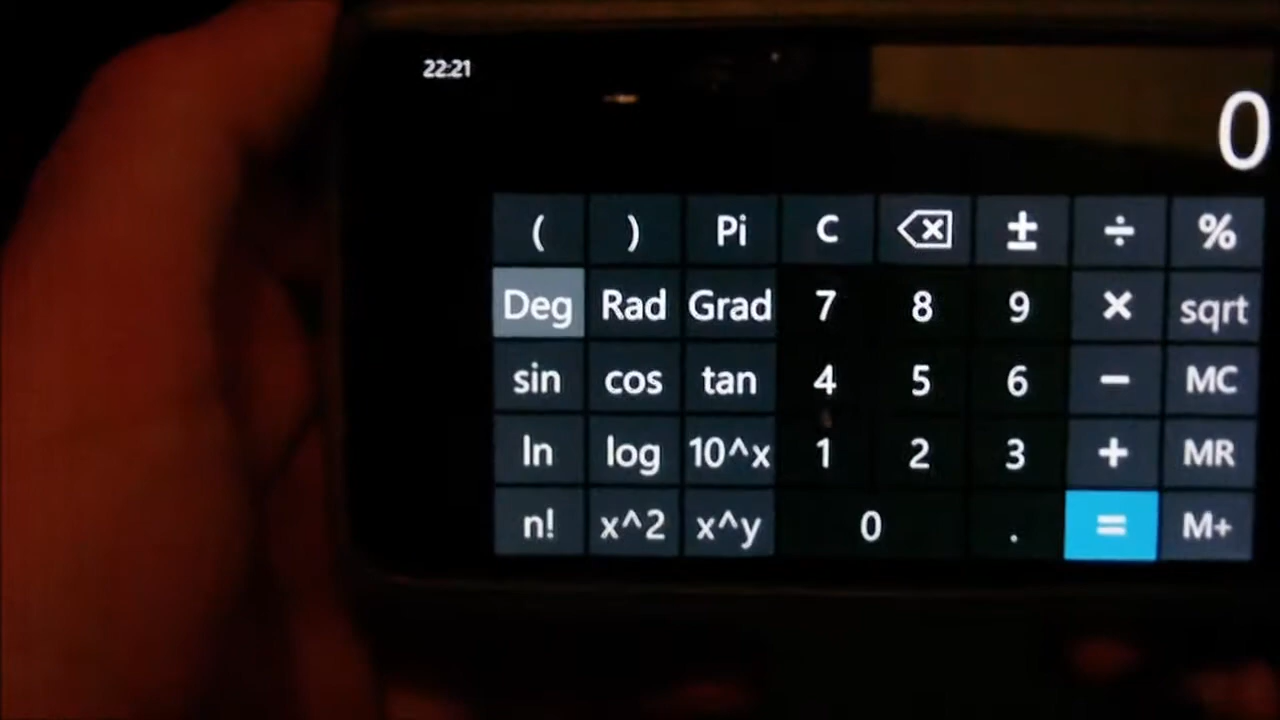 22:21
0
( ) Pi C ± ÷ %
Deg Rad Grad 7 8 9 × sqrt
sin cos tan 4 5 6 − MC
ln log 10^x 1 2 3 + MR
n! x^2 x^y 0 . = M+